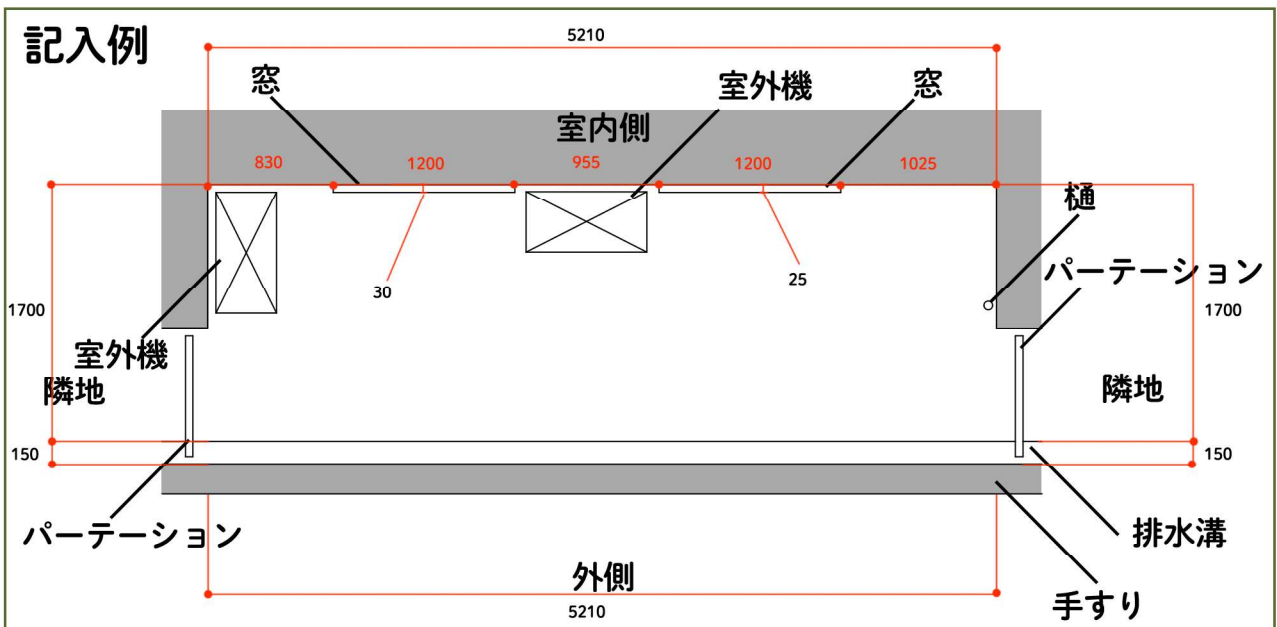 記入例
5210
窓
室外機
窓
室内側
830
1200
955
1200
1025
樋
パーテーション
30
25
1700
1700
室外機
隣地
隣地
150
150
パーテーション
排水溝
外側
手すり
5210